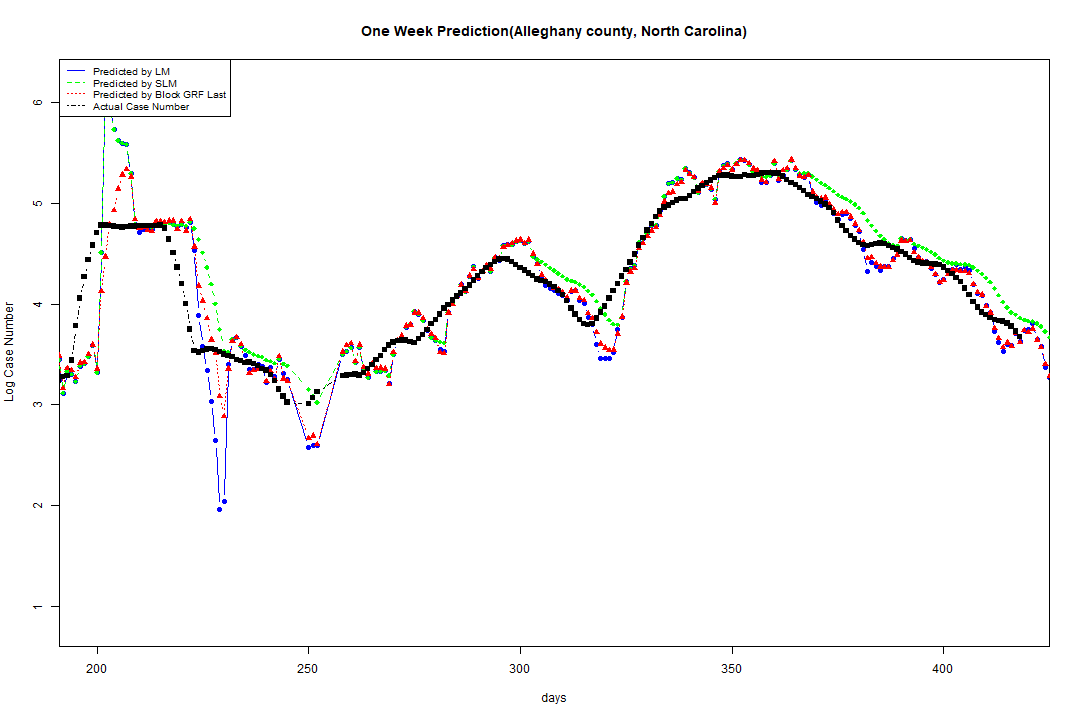 One Week Prediction(Alleghany county, North Carolina)
Predicted by LM
Predicted by SLM
Predicted by Block GRF Last
Actual Case Number
Log Case Number
6
5
4
3
2
1
200 250 300 350 400
days